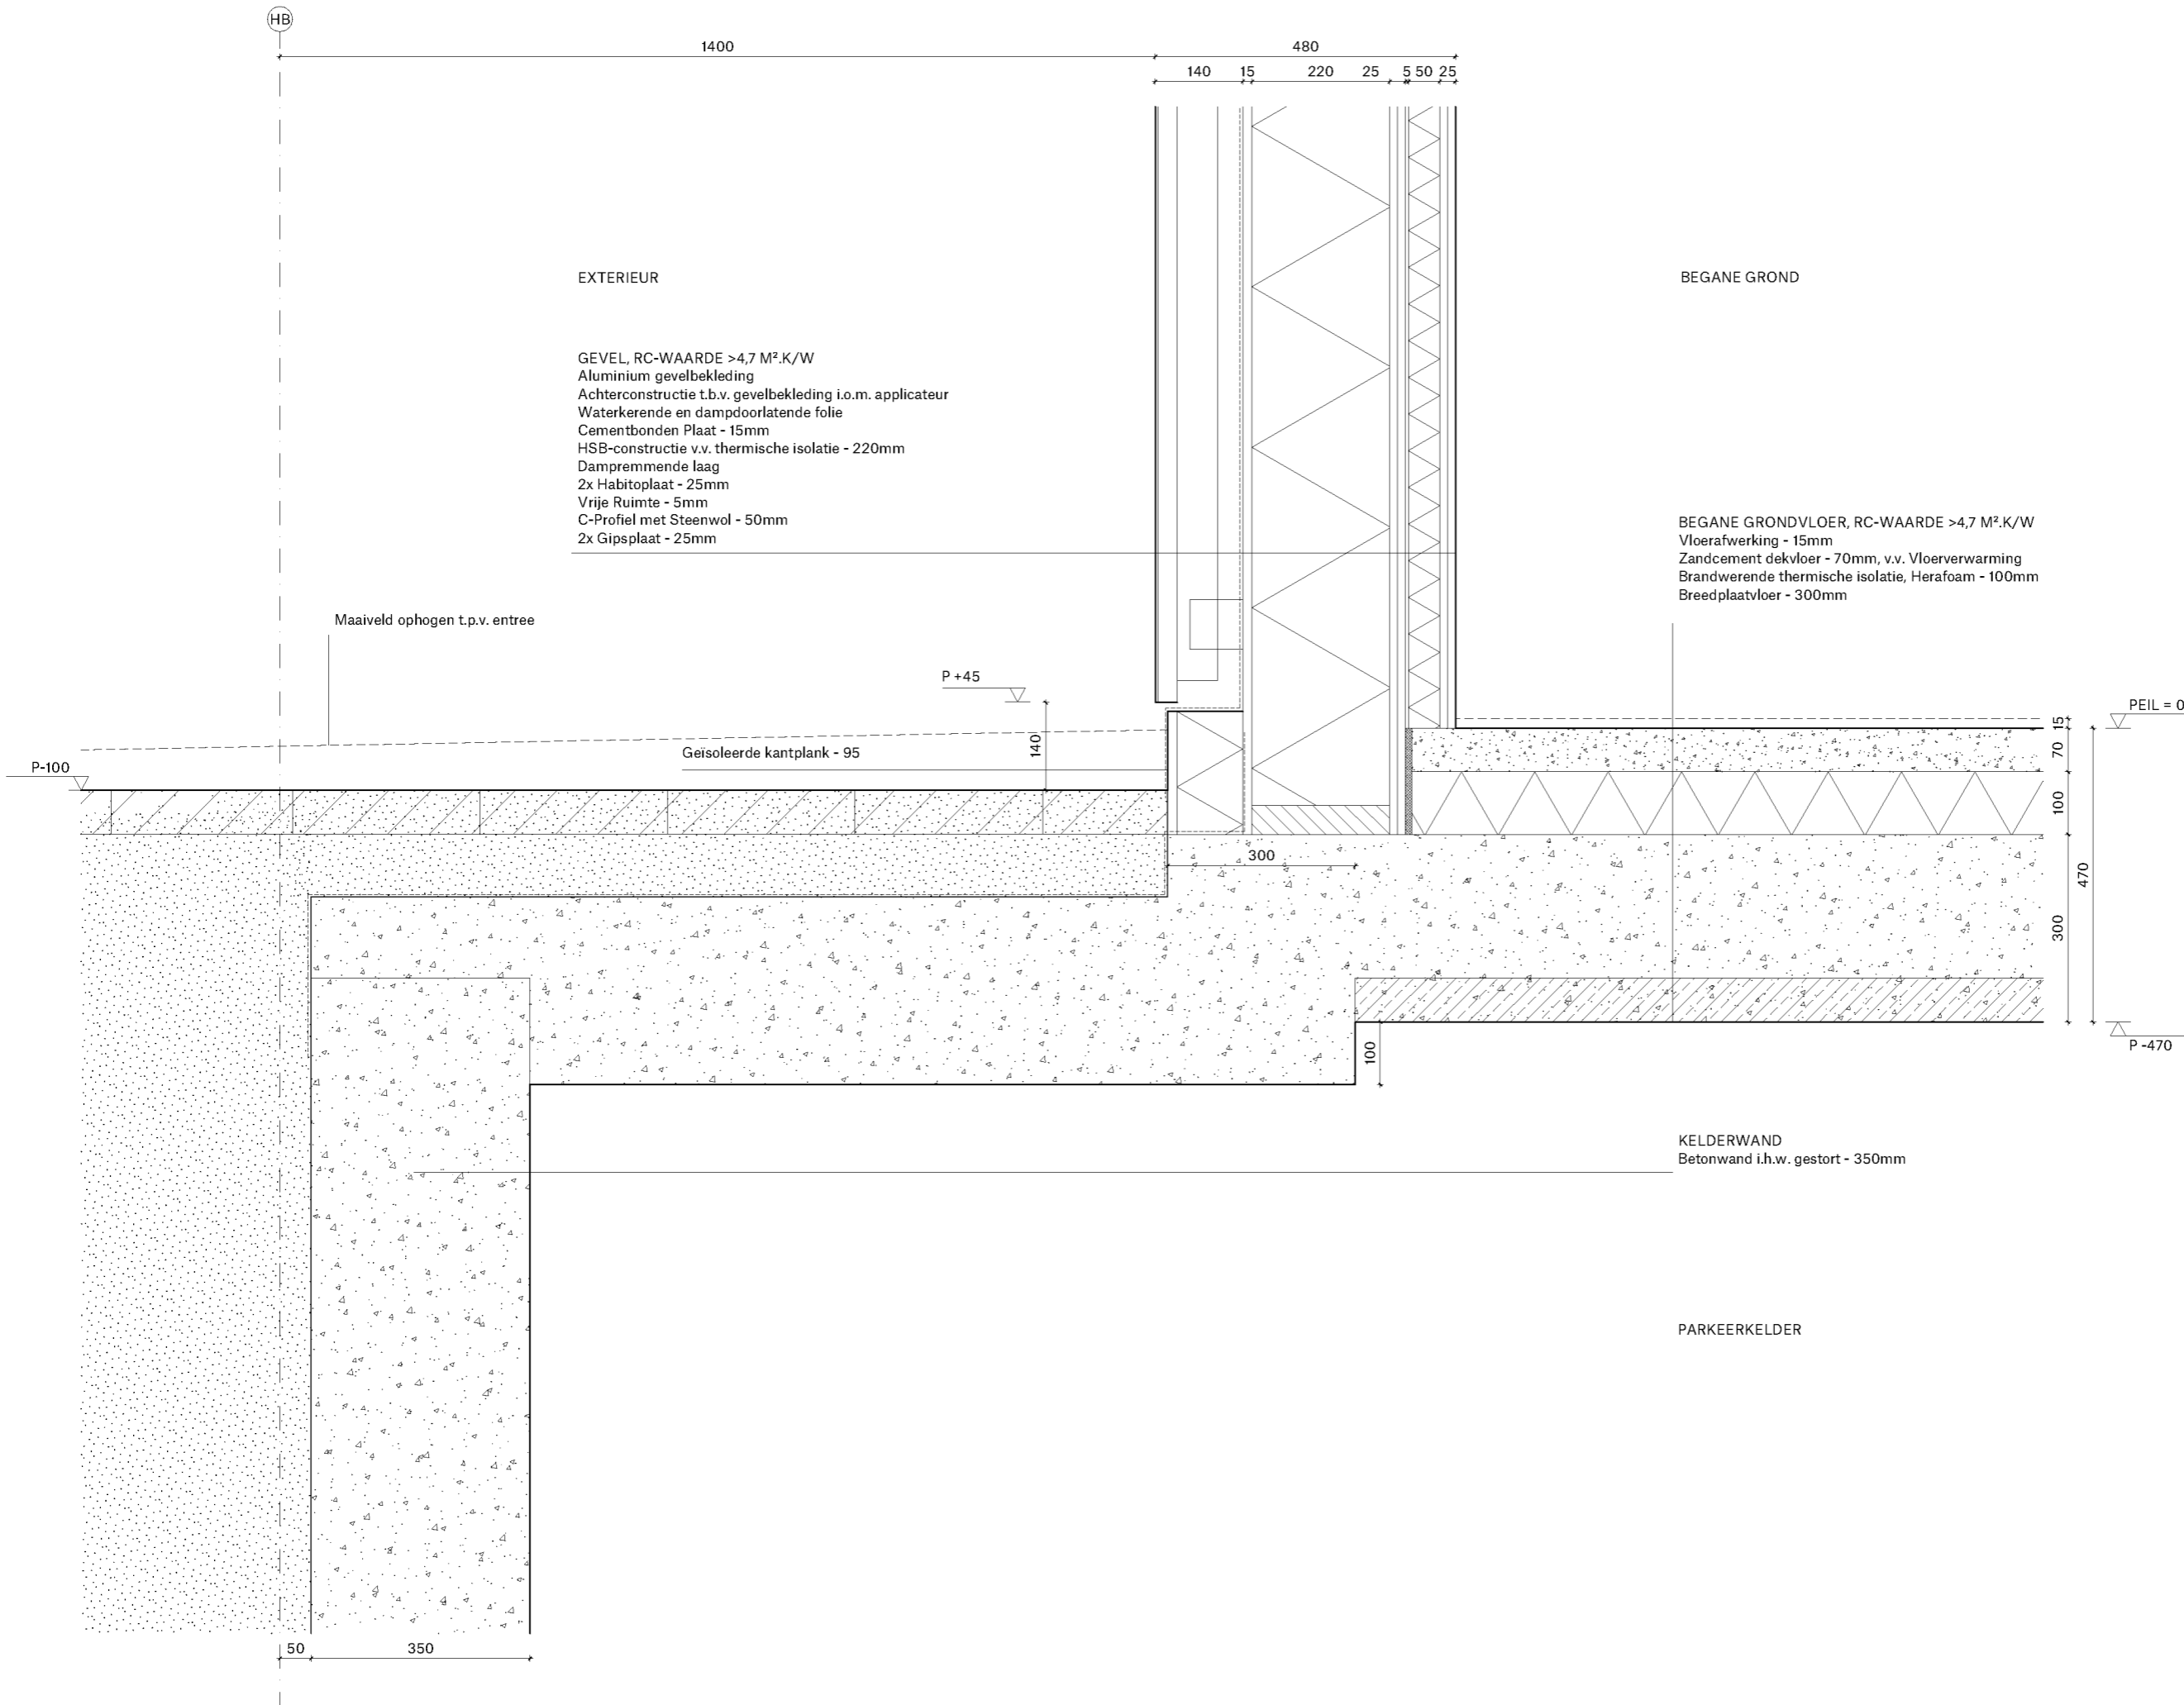 HB
1400
480
140
15
220
25
5
50
25
EXTERIEUR
BEGANE GROND
GEVEL, RC-WAARDE >4,7 M².K/W
Aluminium gevelbekleding
Achterconstructie t.b.v. gevelbekleding i.o.m. applicateur
Waterkerende en dampdoorlatende folie
Cementbonden Plaat - 15mm
HSB-constructie v.v. thermische isolatie - 220mm
Dampremmende laag
2x Habitoplaat - 25mm
Vrije Ruimte - 5mm
C-Profiel met Steenwol - 50mm
2x Gipsplaat - 25mm
BEGANE GRONDVLOER, RC-WAARDE >4,7 M².K/W
Vloerafwerking - 15mm
Zandcement dekvloer - 70mm, v.v. Vloerverwarming
Brandwerende thermische isolatie, Herafoam - 100mm
Breedplaatvloer - 300mm
Maaiveld ophogen t.p.v. entree
P +45
PEIL = 0
15
140
70
Geïsoleerde kantplank - 95
P-100
100
300
470
300
100
P -470
KELDERWAND
Betonwand i.h.w. gestort - 350mm
PARKEERKELDER
50
350